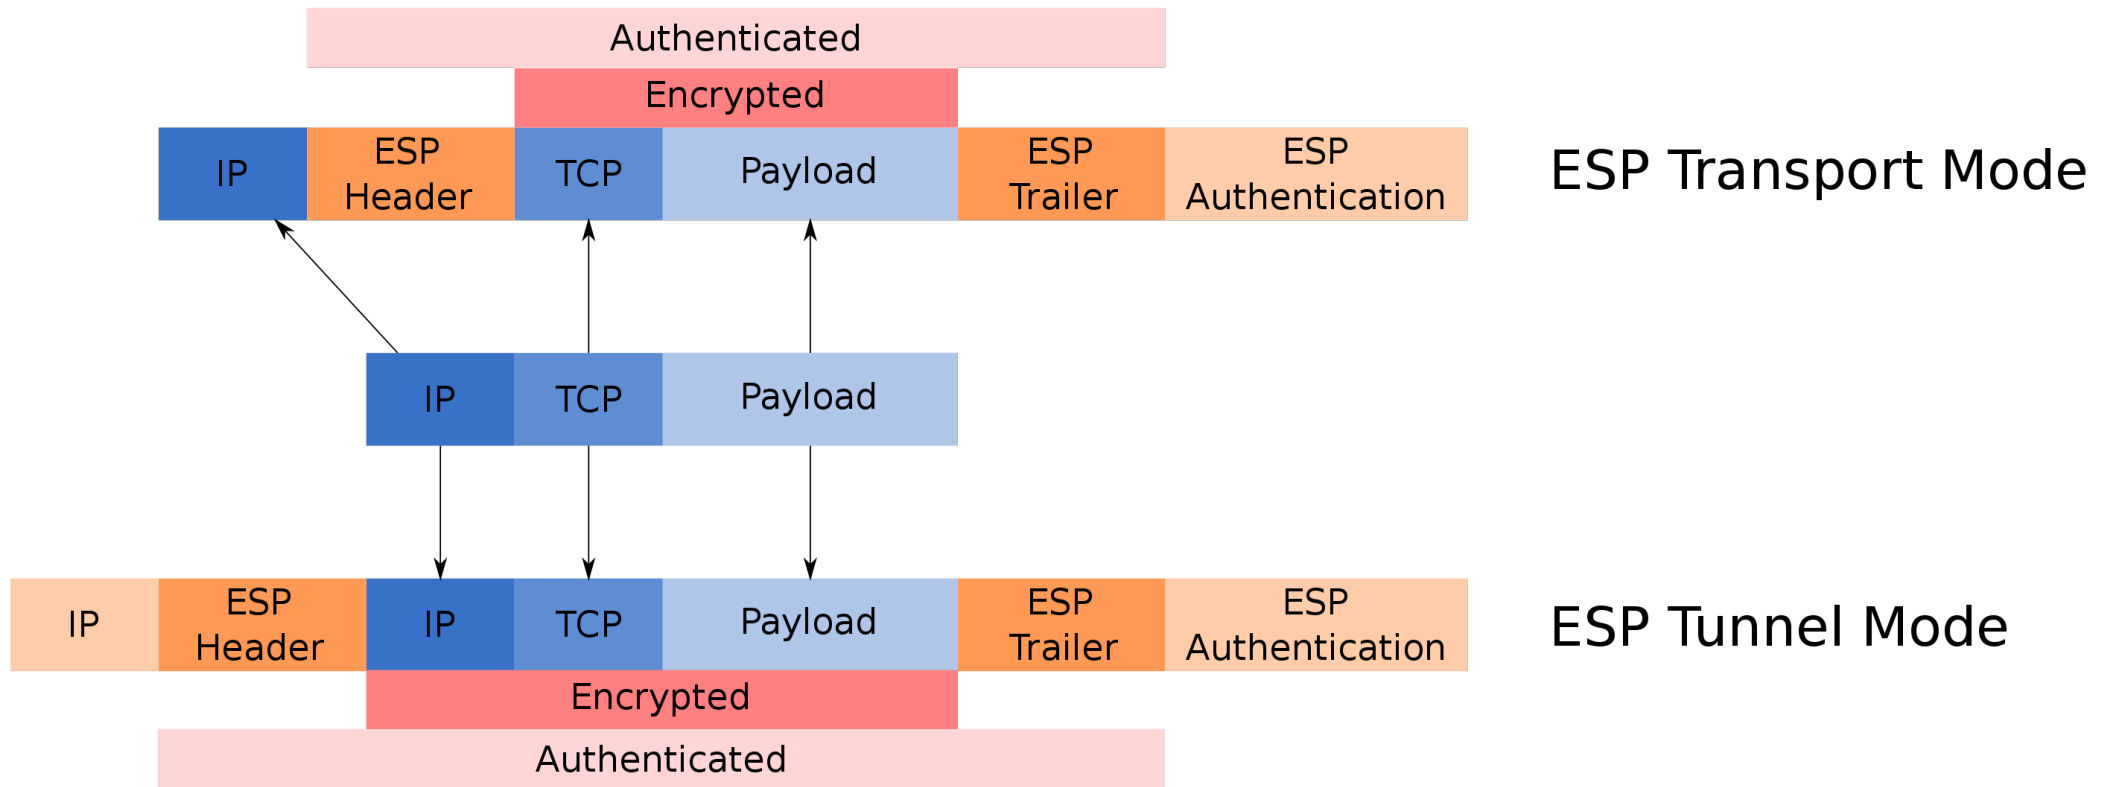 Authenticated
Encrypted
IP
ESP
Header
TCP
Payload
ESP
Trailer
ESP
Authentication
ESP Transport Mode
IP
TCP
Payload
IP
ESP
Header
IP
TCP
Payload
ESP
Trailer
ESP
Authentication
ESP Tunnel Mode
Encrypted
Authenticated